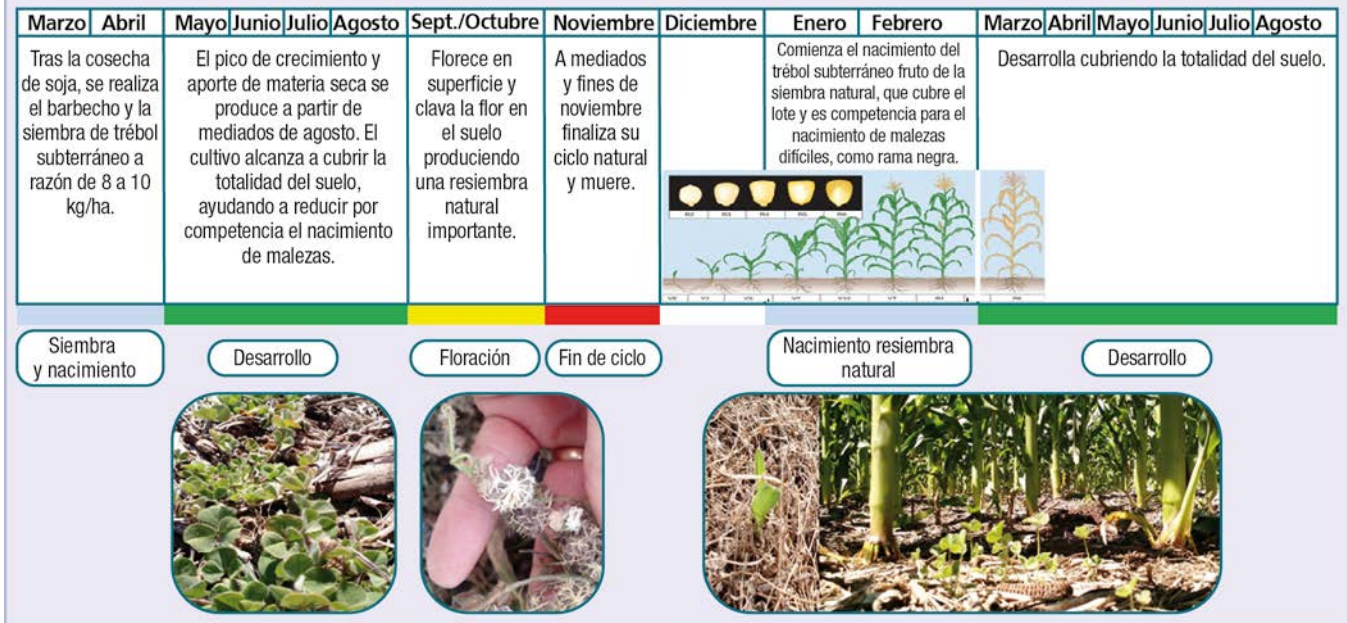 Marzo Abril Mayo Junio Julio Agosto Sept./Octubre Noviembre Diciembre Enero Febrero Marzo Abril Mayo Junio Julio Agosto
Tras la cosecha
de soja, se realiza
el barbecho y la
siembra de trébol
subterráneo a
razón de 8 a 10
kg/ha.
El pico de crecimiento y
aporte de materia seca se
produce a partir de
mediados de agosto. El
cultivo alcanza a cubrir la
totalidad del suelo,
ayudando a reducir por
competencia el nacimiento
de malezas.
Florece en
superficie y
clava la flor en
el suelo
produciendo
una resiembra
natural
importante.
A mediados
y fines de
noviembre
finaliza su
ciclo natural
y muere.
Comienza el nacimiento del
trébol subterráneo fruto de la
siembra natural, que cubre el
lote y es competencia para el
nacimiento de malezas
difíciles, como rama negra.
Desarrolla cubriendo la totalidad del suelo.
Siembra
y nacimiento
Desarrollo
Floración
Fin de ciclo
Nacimiento resiembra
natural
Desarrollo